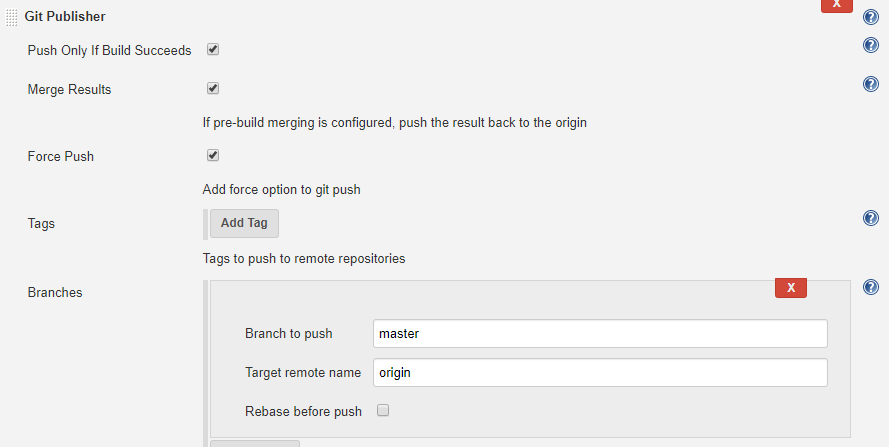 X
Git Publisher
?
Push Only If Build Succeeds
?
Merge Results
?
If pre-build merging is configured, push the result back to the origin
Force Push
Add force option to git push
Tags
Add Tag
?
Tags to push to remote repositories
Branches
X
?
Branch to push
master
Target remote name
origin
Rebase before push